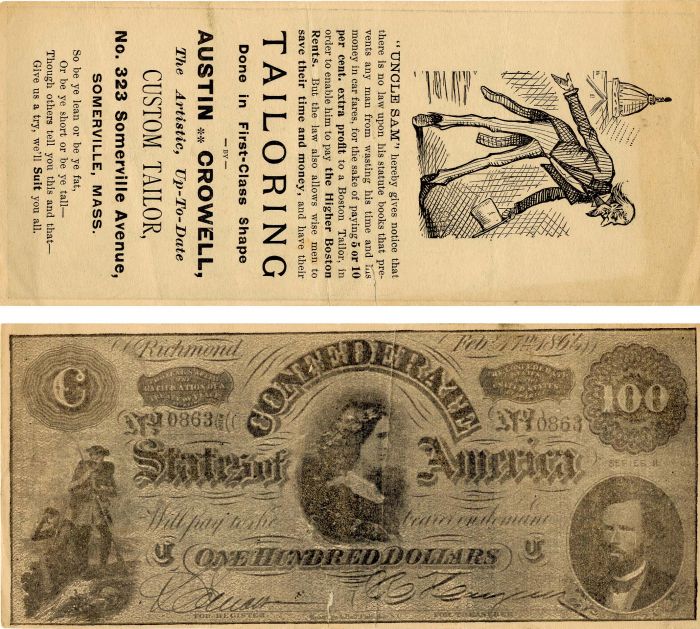 "UNCLE SAM" hereby gives notice that
there is no law upon his statute books that pre-
vents any man from wasting his time and his
money in car fares, for the sake of paying 5 or 10
per cent. extra profit to a Boston Tailor, in
order to enable him to pay the Higher Boston
Rents. But the law also allows wise men to
save their time and money, and have their
TAILORING
Done in First-Class Shape
—BY—
AUSTIN ** CROWELL,
The Artistic, Up-To-Date
CUSTOM TAILOR,
No. 323 Somerville Avenue,
SOMERVILLE, MASS.
So be ye lean or be ye fat,
Or be ye short or be ye tall—
Though others tell you this and that—
Give us a try, we'll Suit you all.
Richmond Feb. 17th 1864
C CONFEDERATE 100
No 10863 No 10863
States of America
SERIES
Will pay to the bearer on demand
C ONE HUNDRED DOLLARS C
FOR REGISTER FOR TREASURER